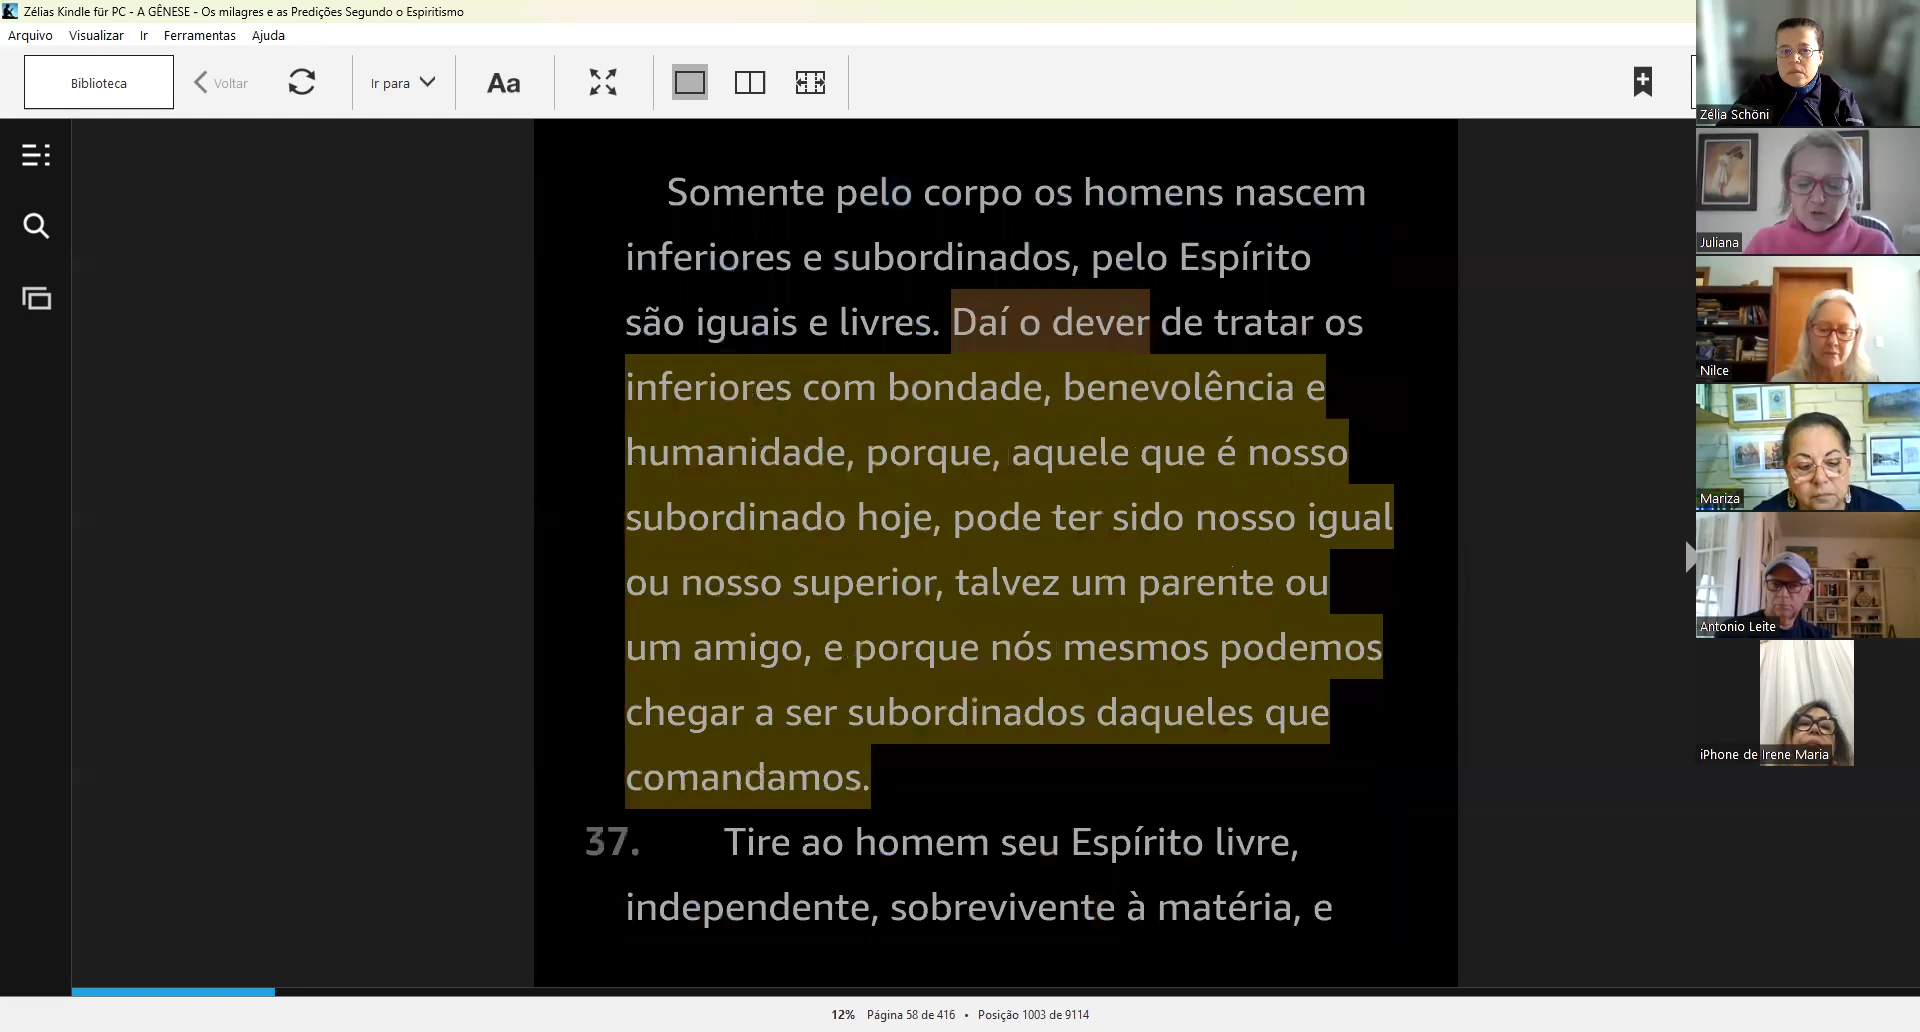 Zélias Kindle für PC - A GÊNESE - Os milagres e as Predições Segundo o Espiritismo
Arquivo Visualizar Ir Ferramentas Ajuda
Biblioteca Voltar Ir para Aa
Somente pelo corpo os homens nascem
inferiores e subordinados, pelo Espírito
são iguais e livres. Daí o dever de tratar os
inferiores com bondade, benevolência e
humanidade, porque, aquele que é nosso
subordinado hoje, pode ter sido nosso igual
ou nosso superior, talvez um parente ou
um amigo, e porque nós mesmos podemos
chegar a ser subordinados daqueles que
comandamos.
37. Tire ao homem seu Espírito livre,
independente, sobrevivente à matéria, e
12% Página 58 de 416 • Posição 1003 de 9114
Zélia Schöni
Juliana
Nilce
Mariza
Antonio Leite
iPhone de Irene Maria